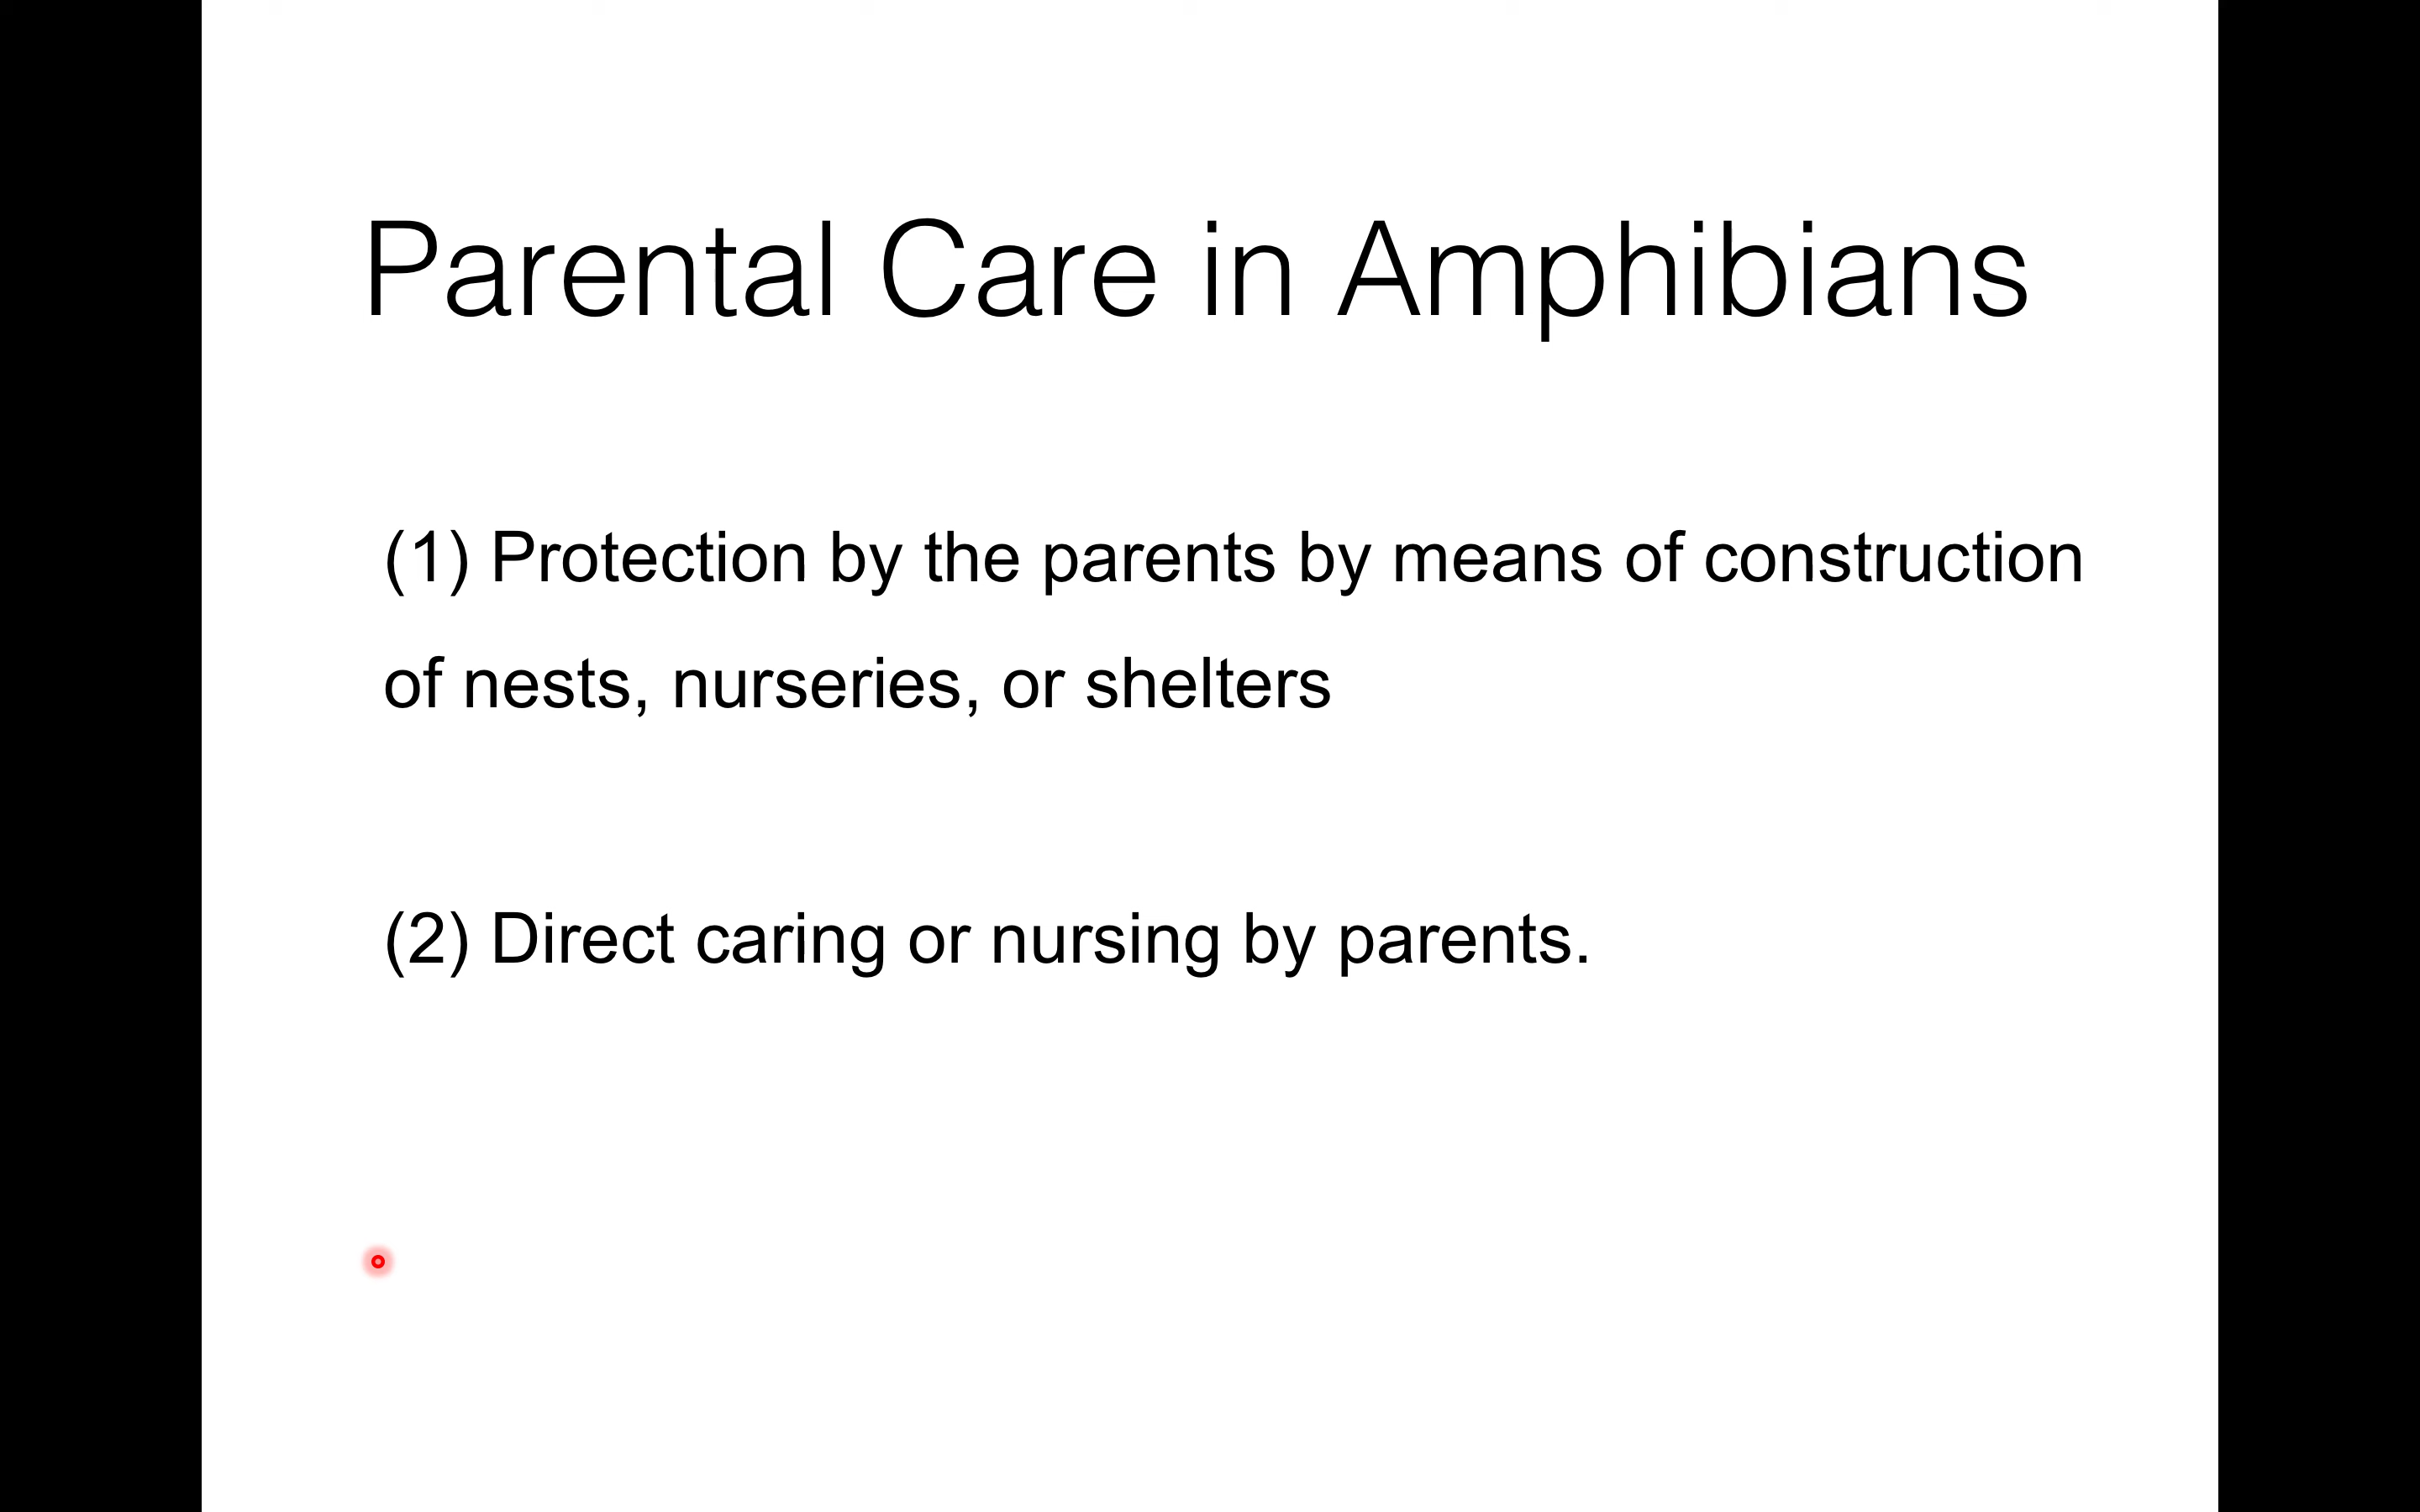 Parental Care in Amphibians
(1) Protection by the parents by means of construction
of nests, nurseries, or shelters
(2) Direct caring or nursing by parents.